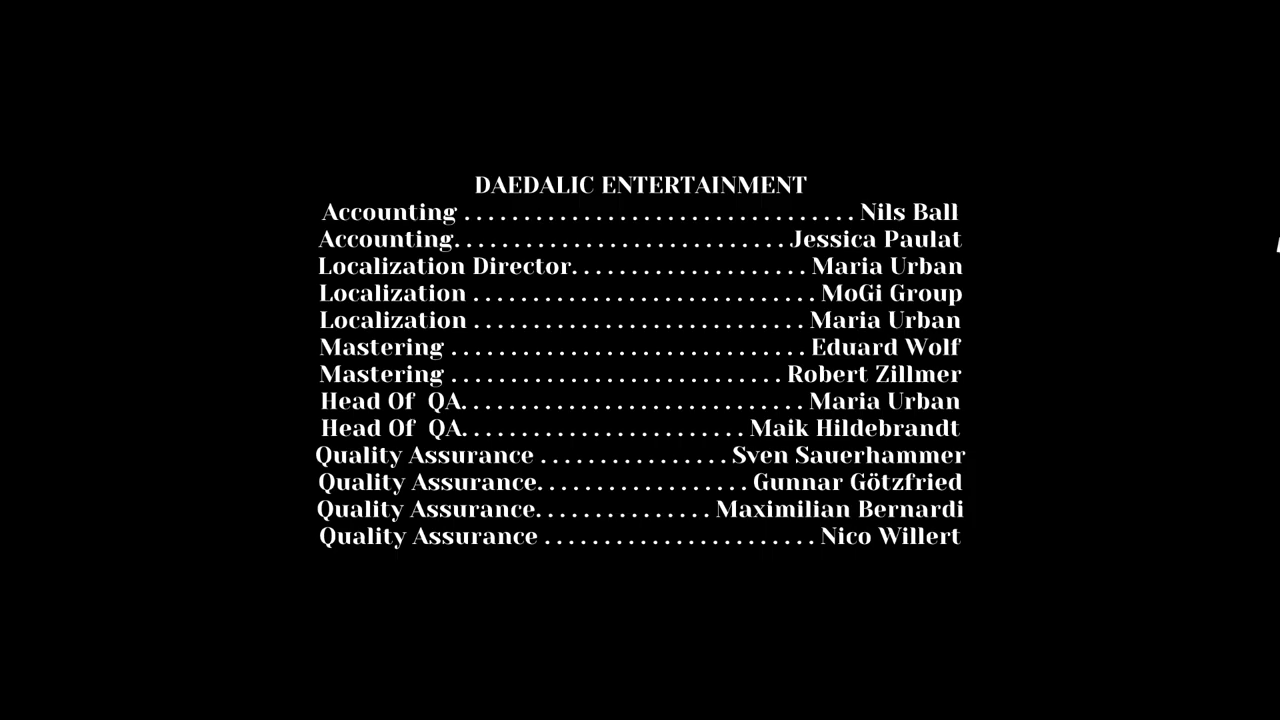 DAEDALIC ENTERTAINMENT
Accounting ................................. Nils Ball
Accounting............................Jessica Paulat
Localization Director.................... Maria Urban
Localization ............................. MoGi Group
Localization ............................ Maria Urban
Mastering .............................. Eduard Wolf
Mastering ............................ Robert Zillmer
Head Of  QA............................. Maria Urban
Head Of  QA........................ Maik Hildebrandt
Quality Assurance ................ Sven Sauerhammer
Quality Assurance.................. Gunnar Götzfried
Quality Assurance............... Maximilian Bernardi
Quality Assurance ....................... Nico Willert